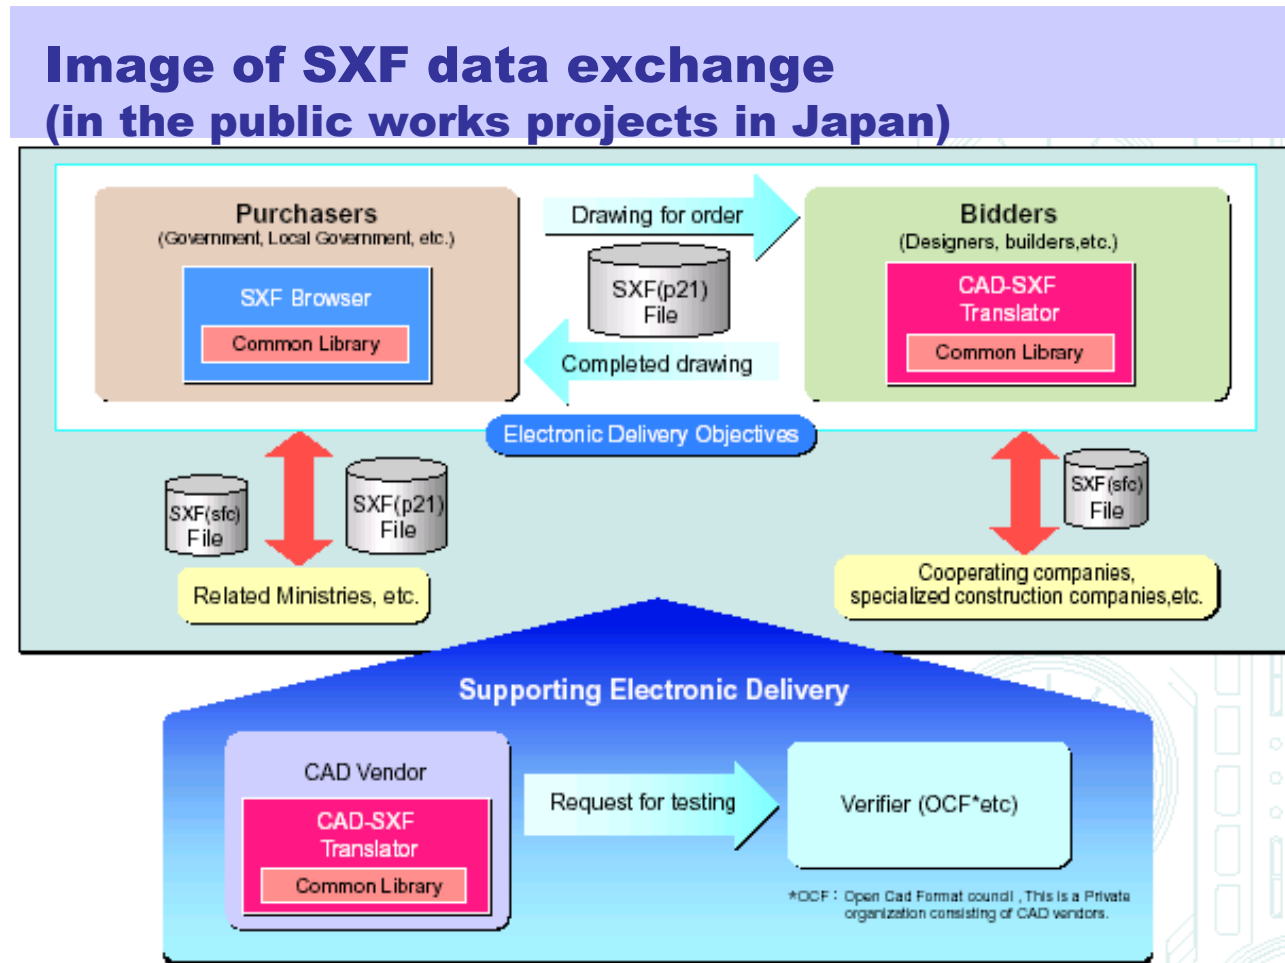 Image of SXF data exchange
(in the public works projects in Japan)
Purchasers
(Government, Local Government, etc.)
SXF Browser
Common Library
Drawing for order
SXF(p21)
File
Completed drawing
Bidders
(Designers, builders,etc.)
CAD-SXF
Translator
Common Library
Electronic Delivery Objectives
SXF(sfc)
File
SXF(p21)
File
SXF(sfc)
File
Related Ministries, etc.
Cooperating companies,
specialized construction companies,etc.
Supporting Electronic Delivery
CAD Vendor
CAD-SXF
Translator
Common Library
Request for testing
Verifier (OCF*etc)
*OCF : Open Cad Format council , This is a Private
organization consisting of CAD vendors.